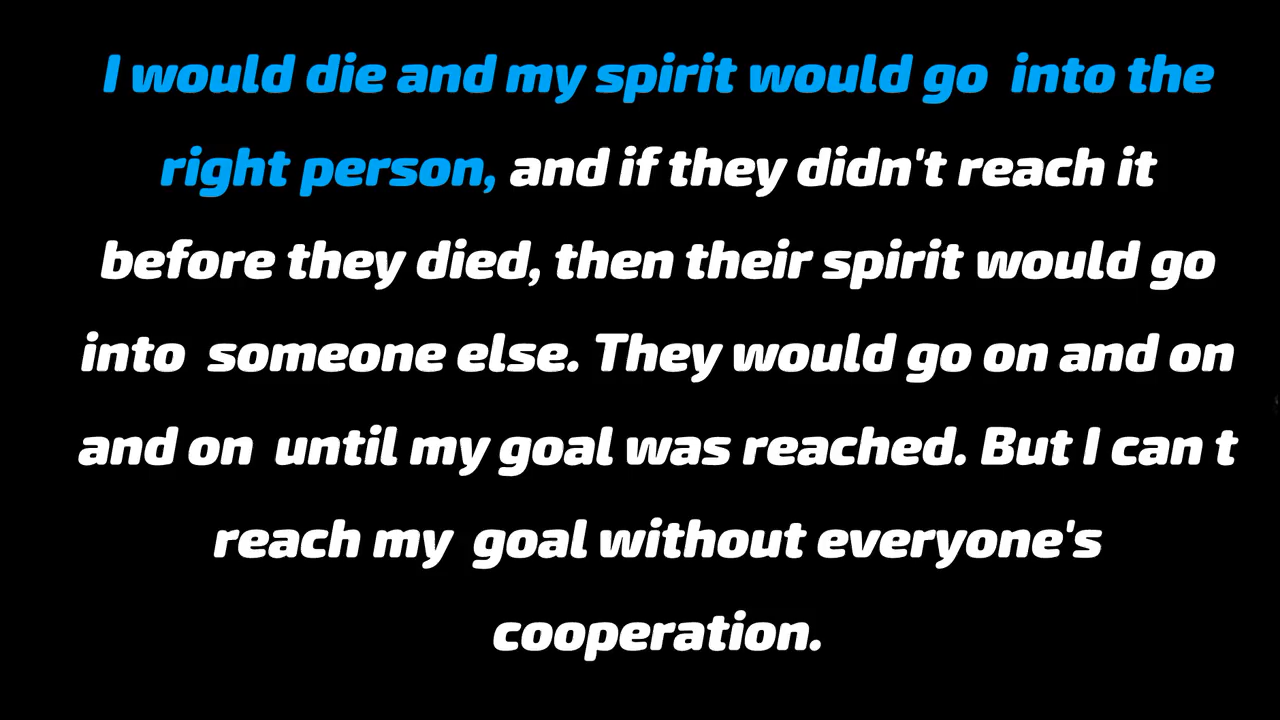 I would die and my spirit would go  into the
right person, and if they didn't reach it
before they died, then their spirit would go
into  someone else. They would go on and on
and on  until my goal was reached. But I can t
reach my  goal without everyone's
cooperation.